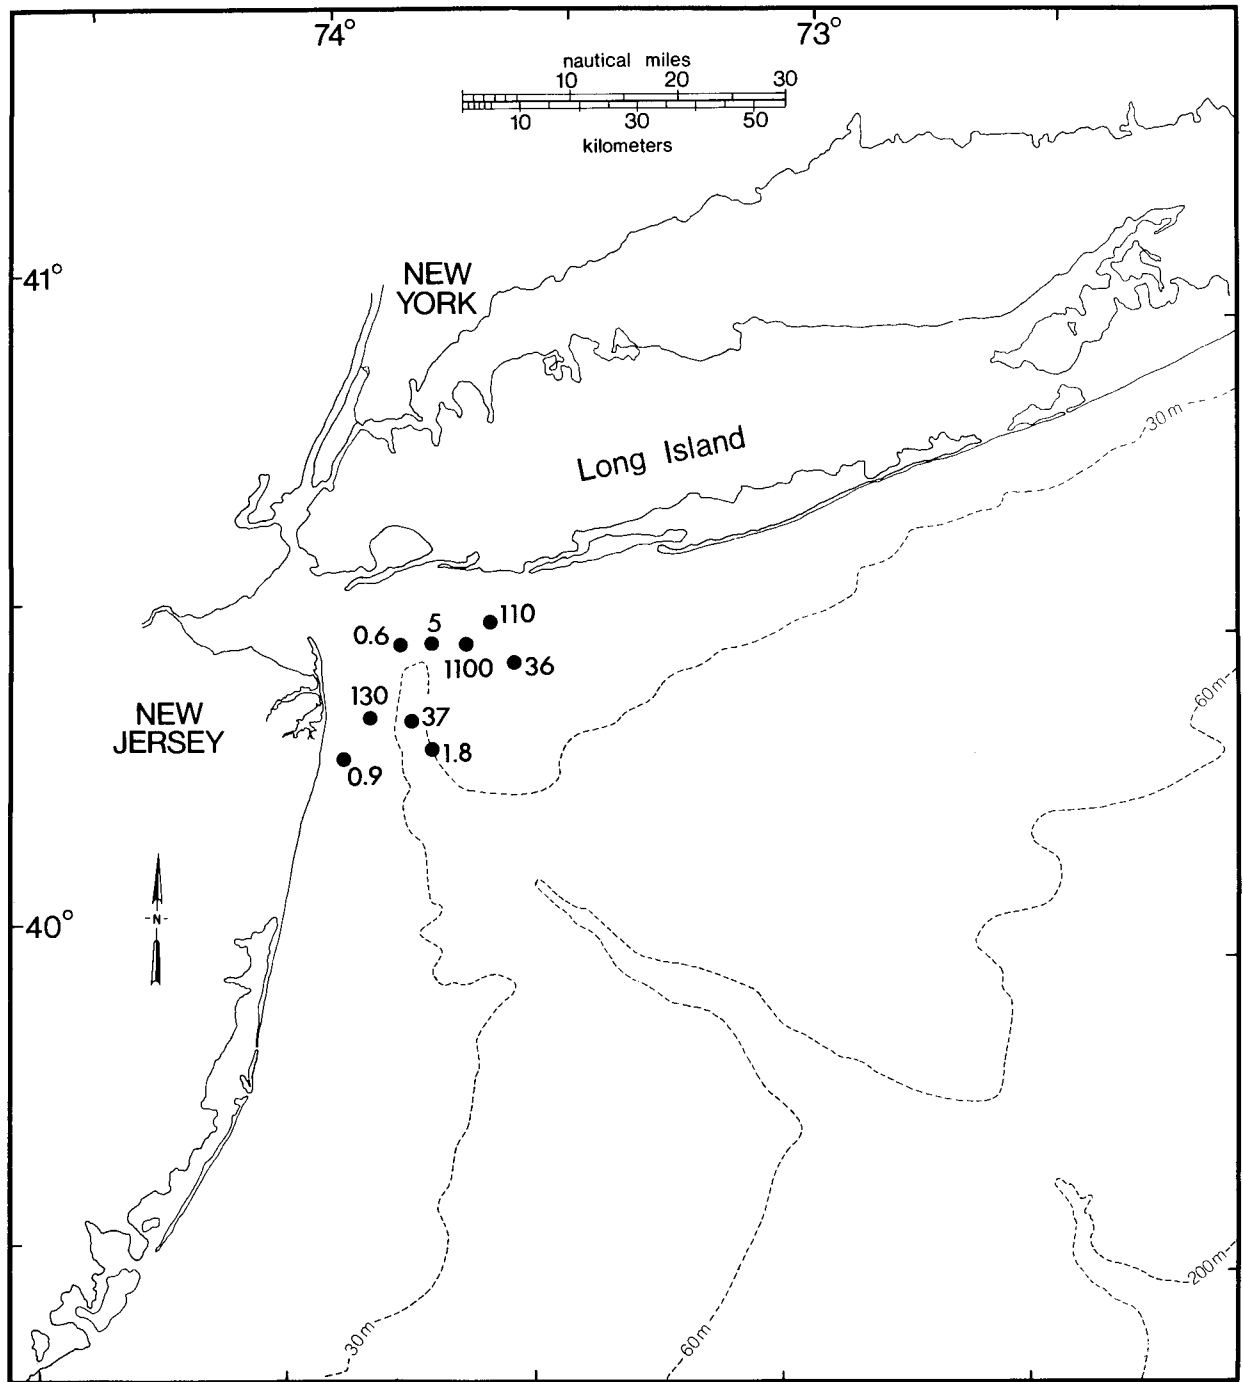 74°
73°
nautical miles
10 20 30
10 30 50
kilometers
41°
NEW
YORK
Long Island
30m
110
5
0.6
1100
36
60m
130
37
NEW
JERSEY
1.8
0.9
N
40°
200m
30m
60m